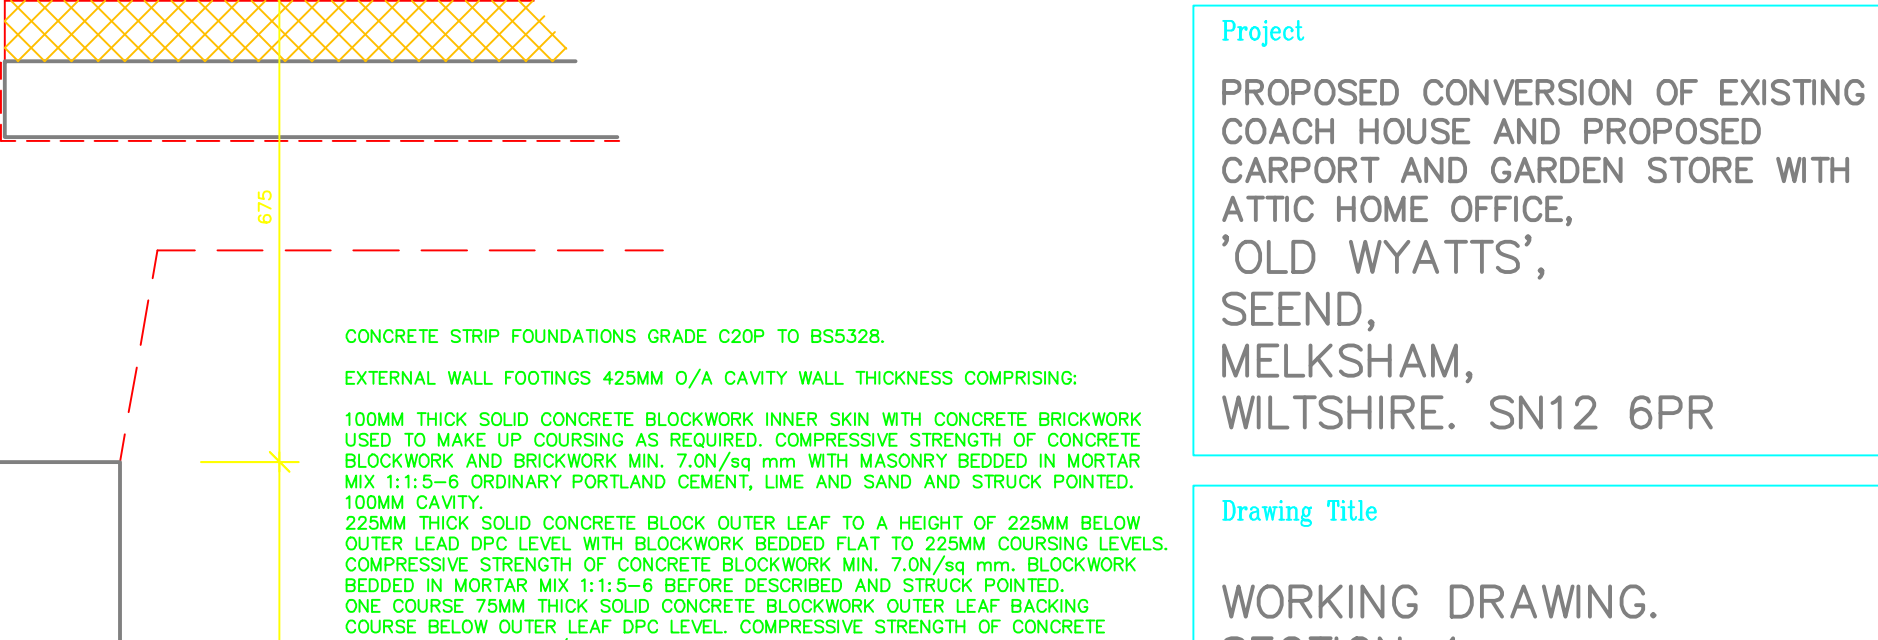 675
CONCRETE STRIP FOUNDATIONS GRADE C20P TO BS5328.
EXTERNAL WALL FOOTINGS 425MM O/A CAVITY WALL THICKNESS COMPRISING:
100MM THICK SOLID CONCRETE BLOCKWORK INNER SKIN WITH CONCRETE BRICKWORK
USED TO MAKE UP COURSING AS REQUIRED. COMPRESSIVE STRENGTH OF CONCRETE
BLOCKWORK AND BRICKWORK MIN. 7.0N/sq mm WITH MASONRY BEDDED IN MORTAR
MIX 1:1:5-6 ORDINARY PORTLAND CEMENT, LIME AND SAND AND STRUCK POINTED.
100MM CAVITY.
225MM THICK SOLID CONCRETE BLOCK OUTER LEAF TO A HEIGHT OF 225MM BELOW
OUTER LEAD DPC LEVEL WITH BLOCKWORK BEDDED FLAT TO 225MM COURSING LEVELS.
COMPRESSIVE STRENGTH OF CONCRETE BLOCKWORK MIN. 7.0N/sq mm. BLOCKWORK
BEDDED IN MORTAR MIX 1:1:5-6 BEFORE DESCRIBED AND STRUCK POINTED.
ONE COURSE 75MM THICK SOLID CONCRETE BLOCKWORK OUTER LEAF BACKING
COURSE BELOW OUTER LEAF DPC LEVEL. COMPRESSIVE STRENGTH OF CONCRETE
Project
PROPOSED CONVERSION OF EXISTING
COACH HOUSE AND PROPOSED
CARPORT AND GARDEN STORE WITH
ATTIC HOME OFFICE,
'OLD WYATTS',
SEEND,
MELKSHAM,
WILTSHIRE. SN12 6PR
Drawing Title
WORKING DRAWING.